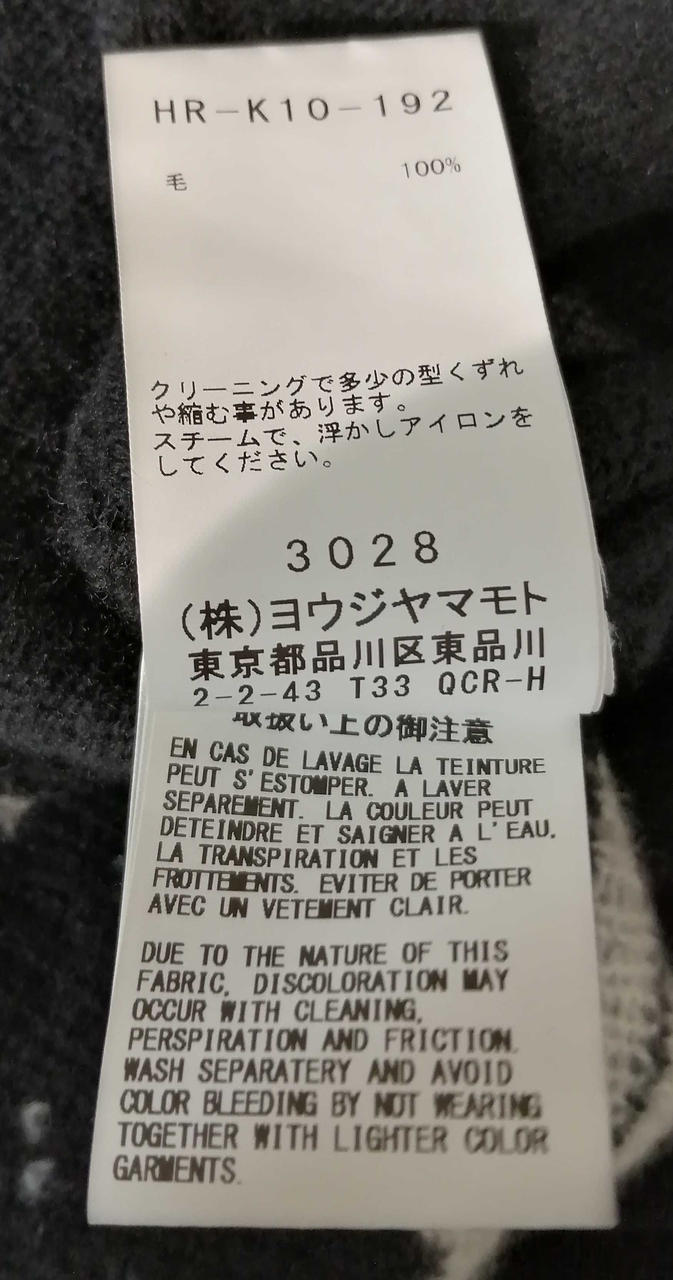 HR-K10-192
毛 100%
クリーニングで多少の型くずれ
や縮む事があります。
スチームで、浮かしアイロンを
してください。
3028
(株)ヨウジヤマモト
東京都品川区東品川
2-2-43 T33 QCR-H
取扱い上の御注意
EN CAS DE LAVAGE LA TEINTURE
PEUT S'ESTOMPER. A LAVER
SEPAREMENT. LA COULEUR PEUT
DETEINDRE ET SAIGNER A L'EAU.
LA TRANSPIRATION ET LES
FROTTEMENTS. EVITER DE PORTER
AVEC UN VETEMENT CLAIR.
DUE TO THE NATURE OF THIS
FABRIC, DISCOLORATION MAY
OCCUR WITH CLEANING,
PERSPIRATION AND FRICTION.
WASH SEPARATERY AND AVOID
COLOR BLEEDING BY NOT WEARING
TOGETHER WITH LIGHTER COLOR
GARMENTS.